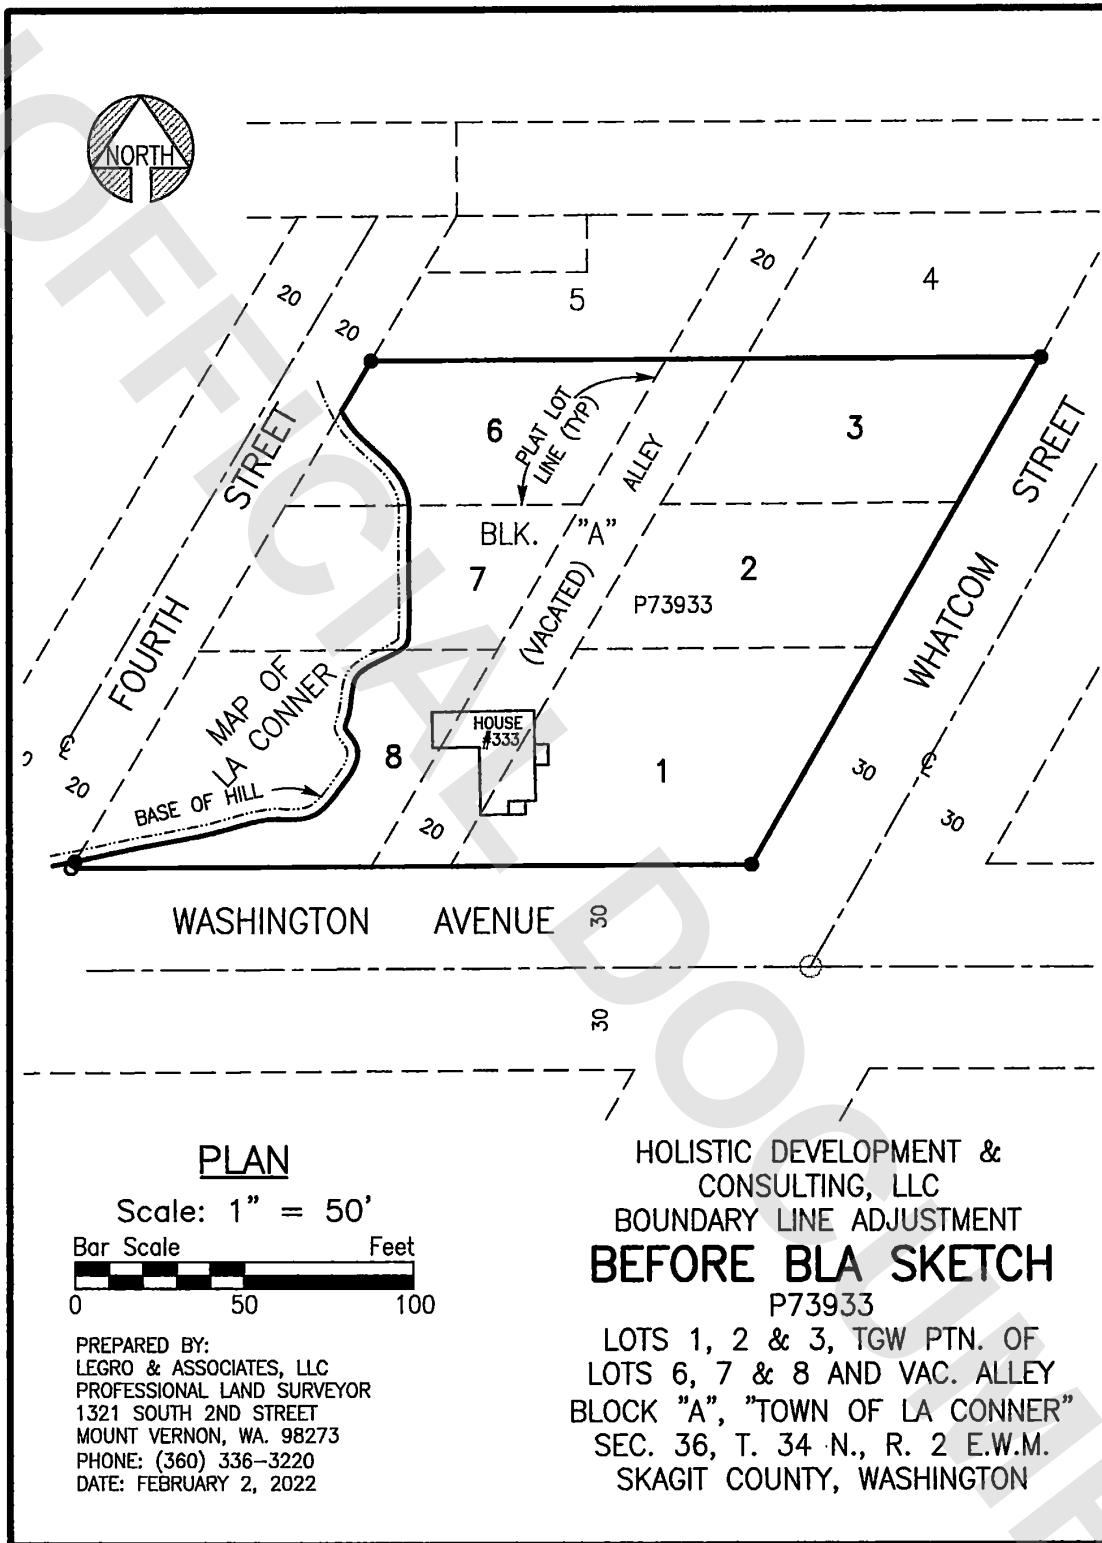 NORTH
20
20
5
20
4
6
PLAT LOT
LINE (TYP)
3
ALLEY
STREET
STREET
BLK. "A"
7
2
(VACATED)
P73933
FOURTH
WHATCOM
MAP OF
LA CONNER
HOUSE
#333
8
1
BASE OF HILL
20
20
30
30
WASHINGTON AVENUE
30
30
PLAN
Scale: 1" = 50'
Bar Scale Feet
0 50 100
PREPARED BY:
LEGRO & ASSOCIATES, LLC
PROFESSIONAL LAND SURVEYOR
1321 SOUTH 2ND STREET
MOUNT VERNON, WA. 98273
PHONE: (360) 336-3220
DATE: FEBRUARY 2, 2022
HOLISTIC DEVELOPMENT &
CONSULTING, LLC
BOUNDARY LINE ADJUSTMENT
BEFORE BLA SKETCH
P73933
LOTS 1, 2 & 3, TGW PTN. OF
LOTS 6, 7 & 8 AND VAC. ALLEY
BLOCK "A", "TOWN OF LA CONNER"
SEC. 36, T. 34 N., R. 2 E.W.M.
SKAGIT COUNTY, WASHINGTON
OFFICIAL DOCUME